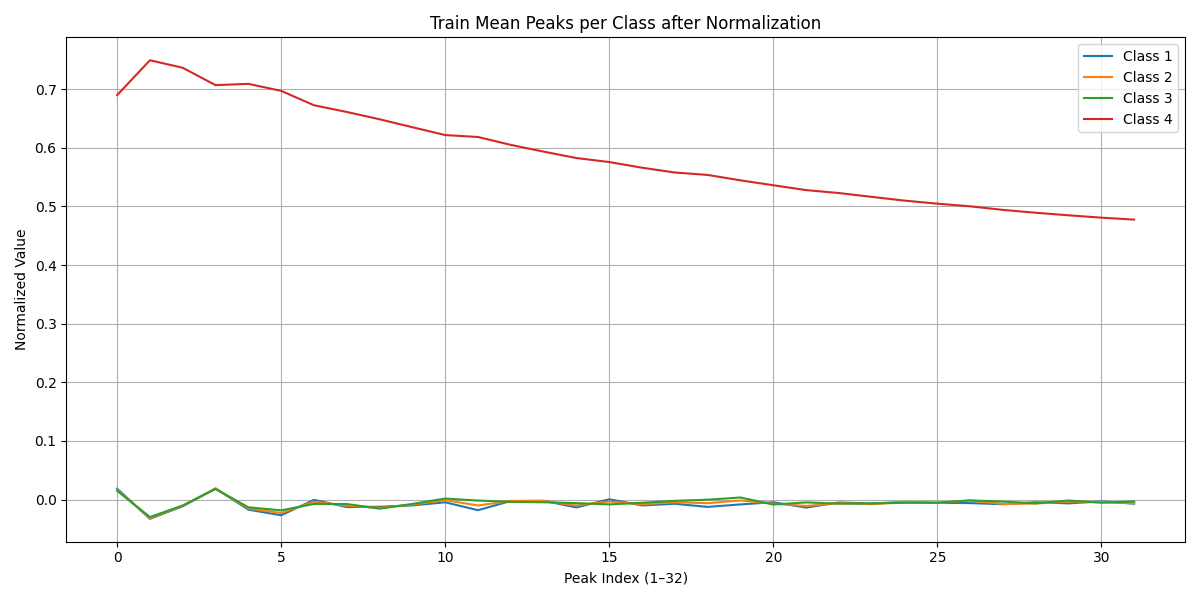 Train Mean Peaks per Class after Normalization
Class 1
Class 2
Class 3
Class 4
Normalized Value
0.7
0.6
0.5
0.4
0.3
0.2
0.1
0.0
0 5 10 15 20 25 30
Peak Index (1–32)